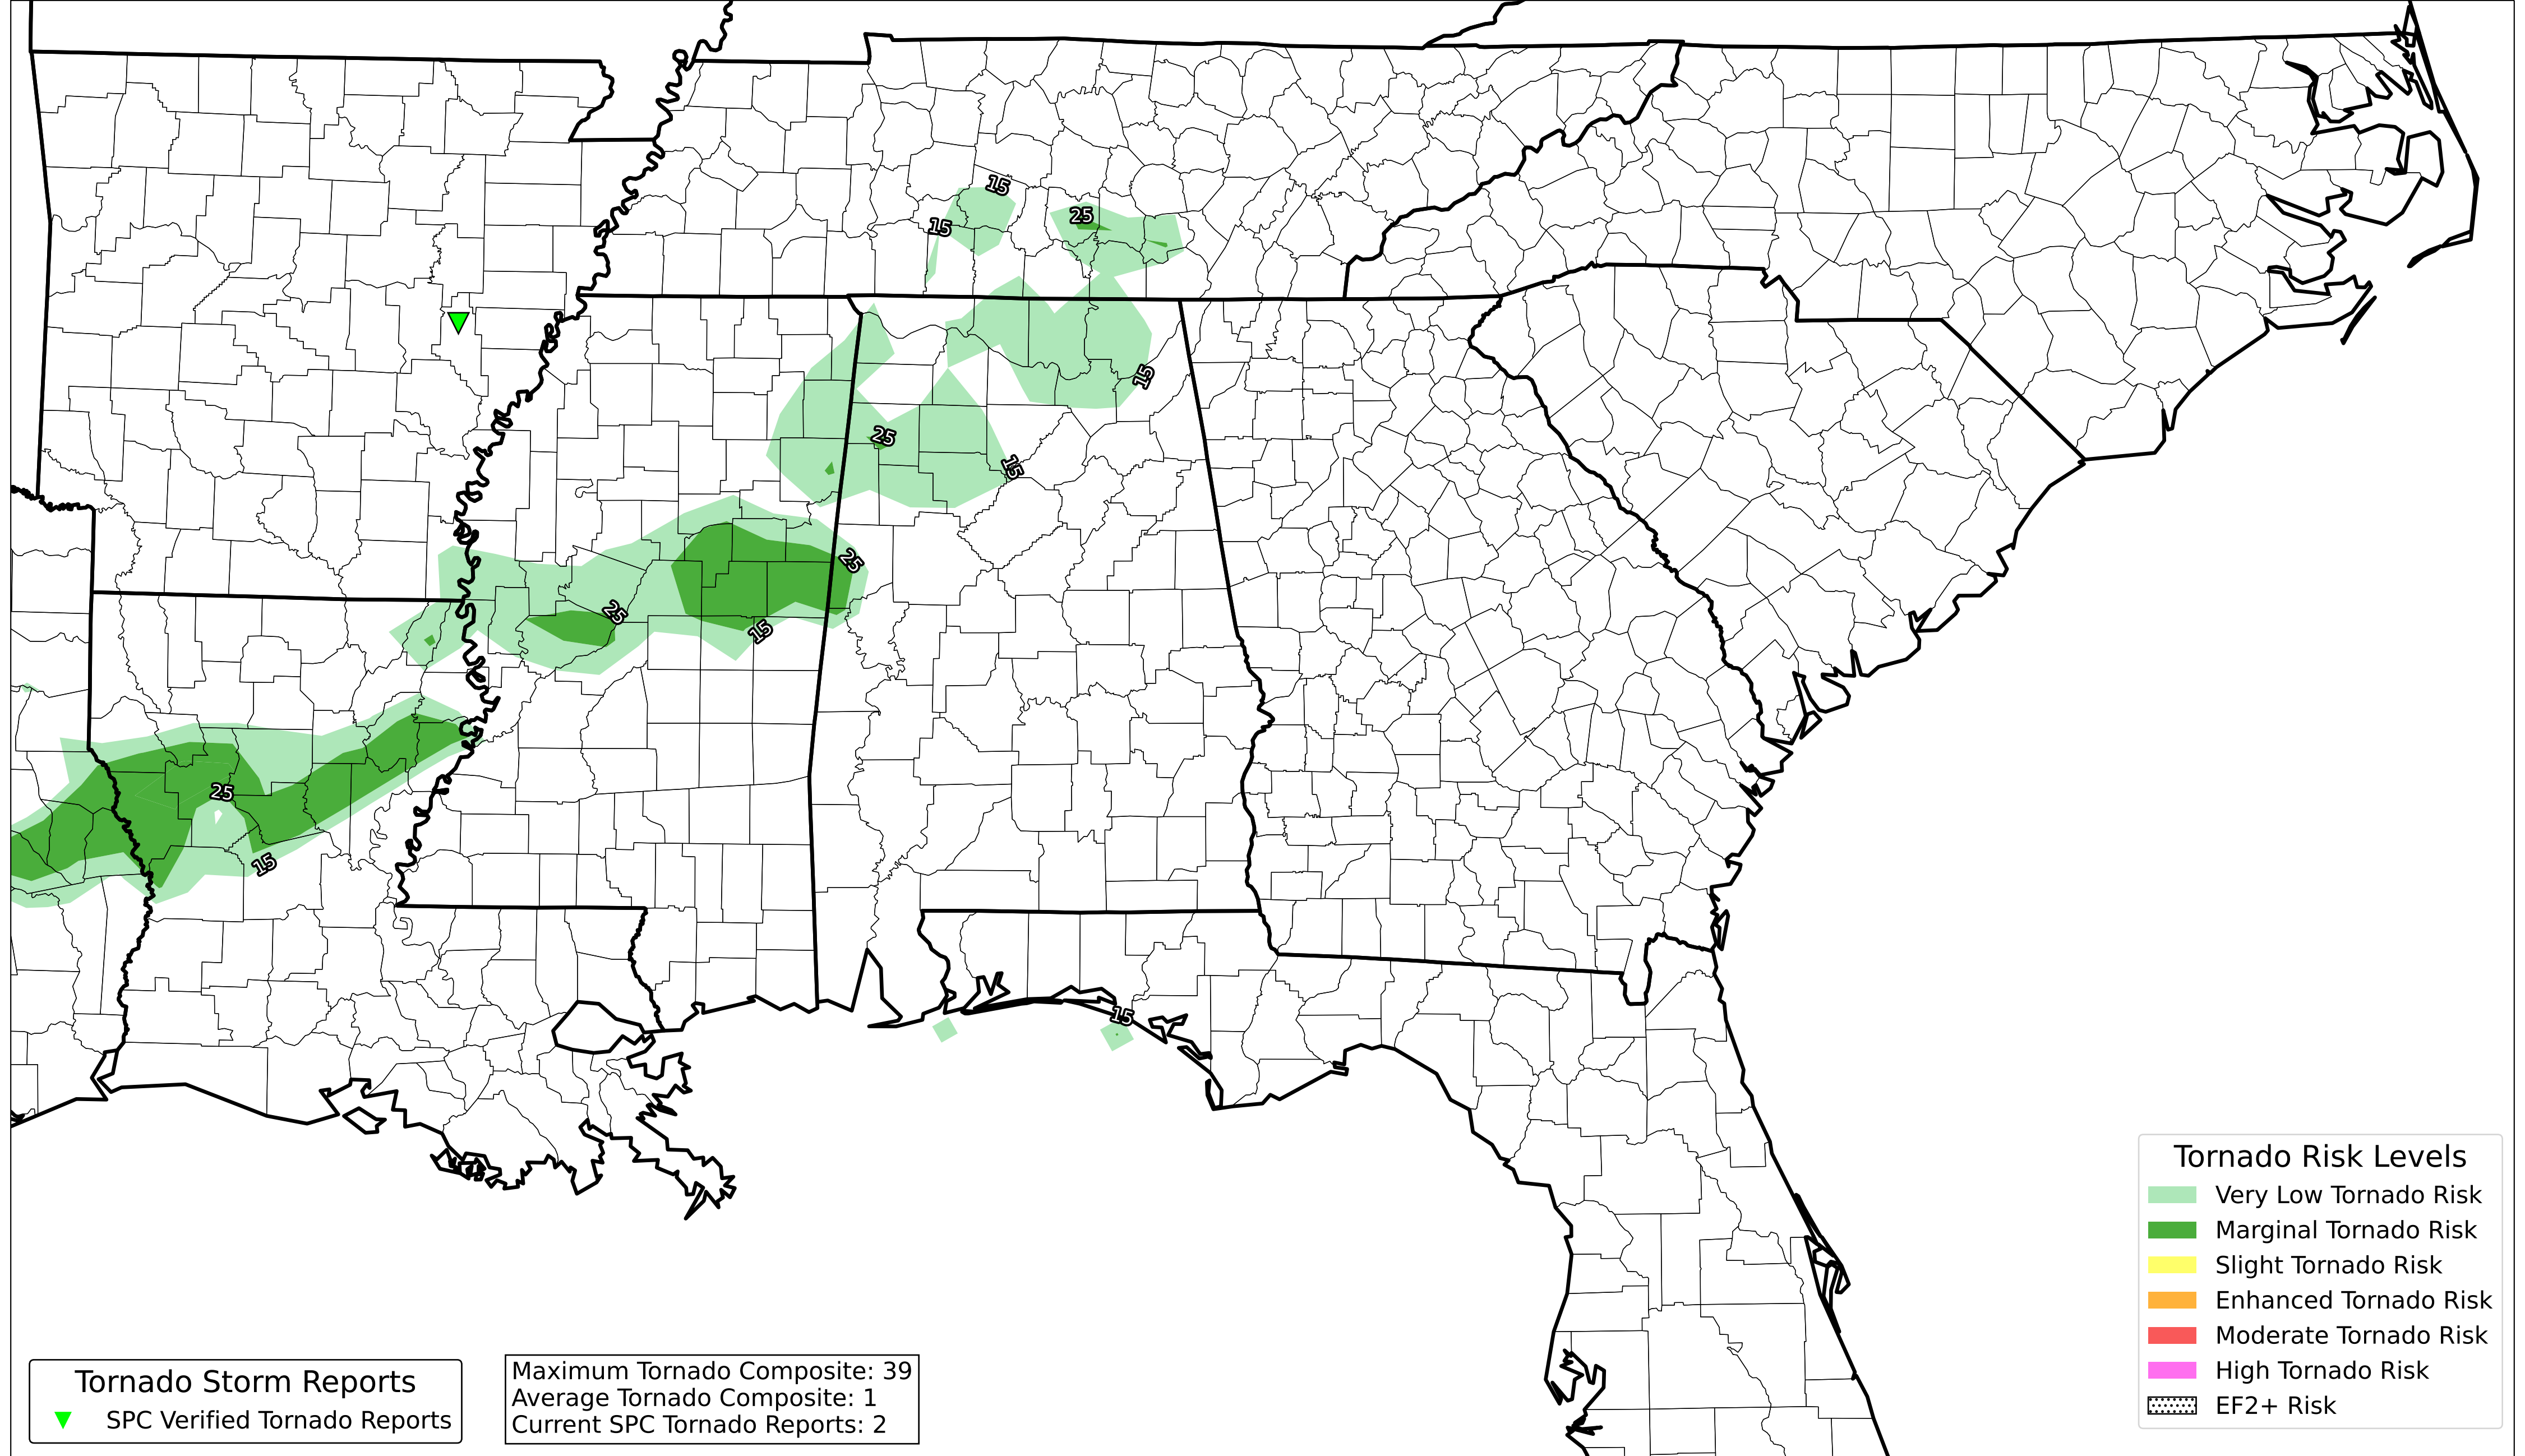 15
15
25
15
25
15
25
25
15
25
15
15
Tornado Risk Levels
Very Low Tornado Risk
Marginal Tornado Risk
Slight Tornado Risk
Enhanced Tornado Risk
Moderate Tornado Risk
High Tornado Risk
EF2+ Risk
Tornado Storm Reports
SPC Verified Tornado Reports
Maximum Tornado Composite: 39
Average Tornado Composite: 1
Current SPC Tornado Reports: 2